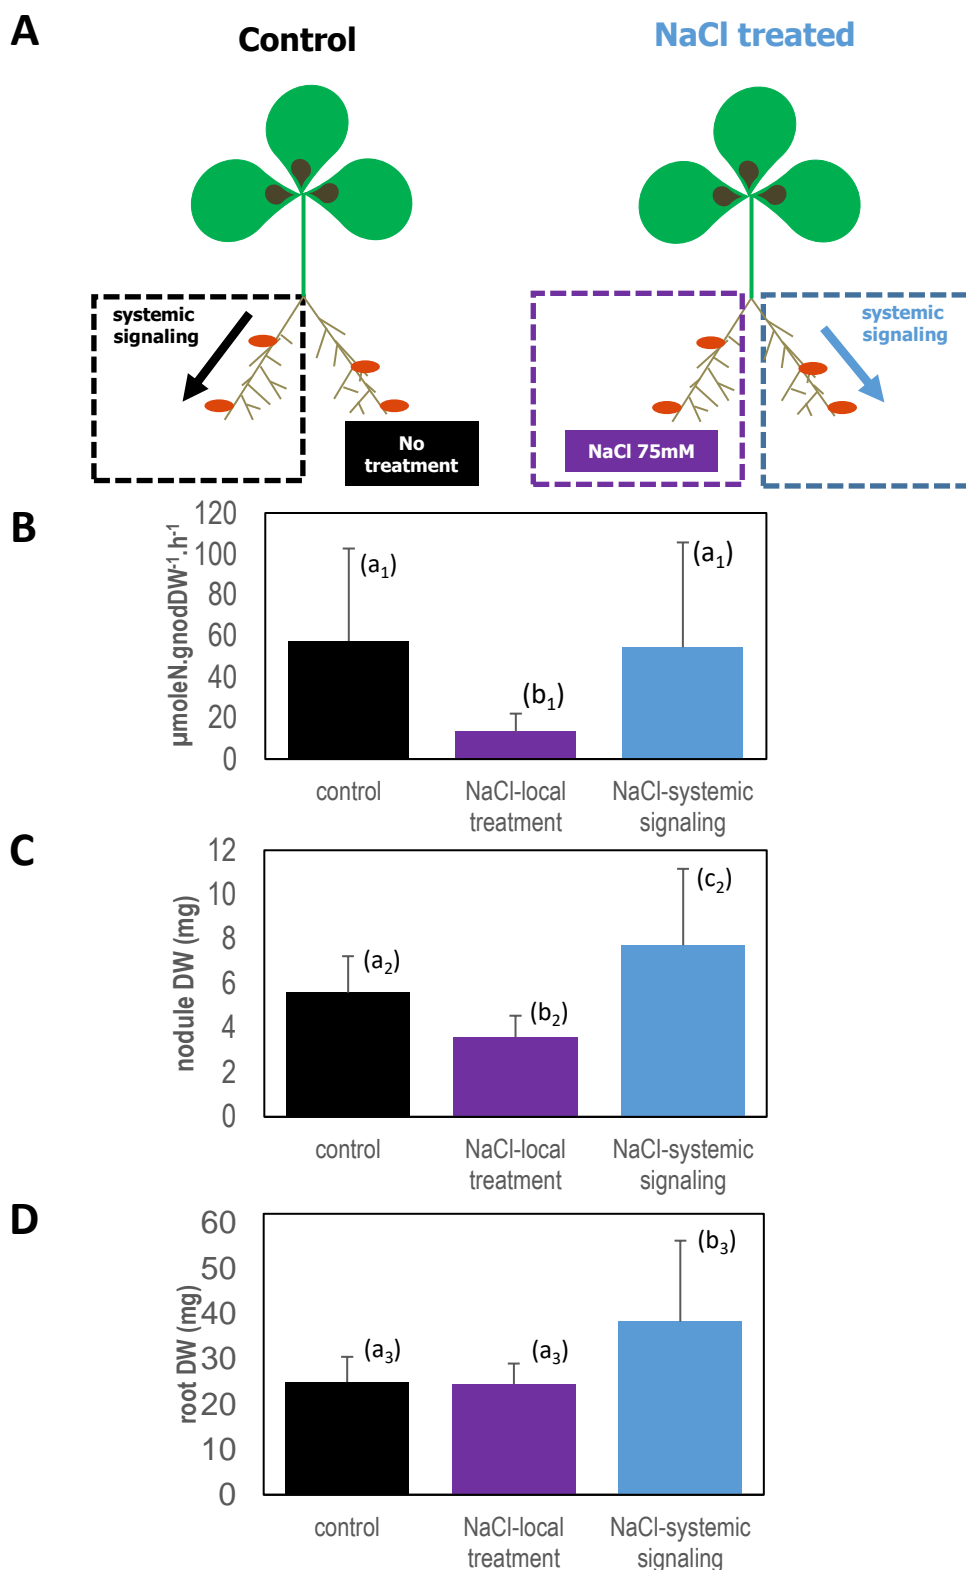 A
Control
NaCl treated
systemic
signaling
systemic
signaling
No
treatment
NaCl 75mM
B
120
100
80
60
40
20
0
µmoleN.gnodDW⁻¹.h⁻¹
(a₁)
(b₁)
(a₁)
control
NaCl-local
treatment
NaCl-systemic
signaling
C
12
10
8
6
4
2
0
nodule DW (mg)
(a₂)
(b₂)
(c₂)
control
NaCl-local
treatment
NaCl-systemic
signaling
D
60
50
40
30
20
10
0
root DW (mg)
(a₃)
(a₃)
(b₃)
control
NaCl-local
treatment
NaCl-systemic
signaling